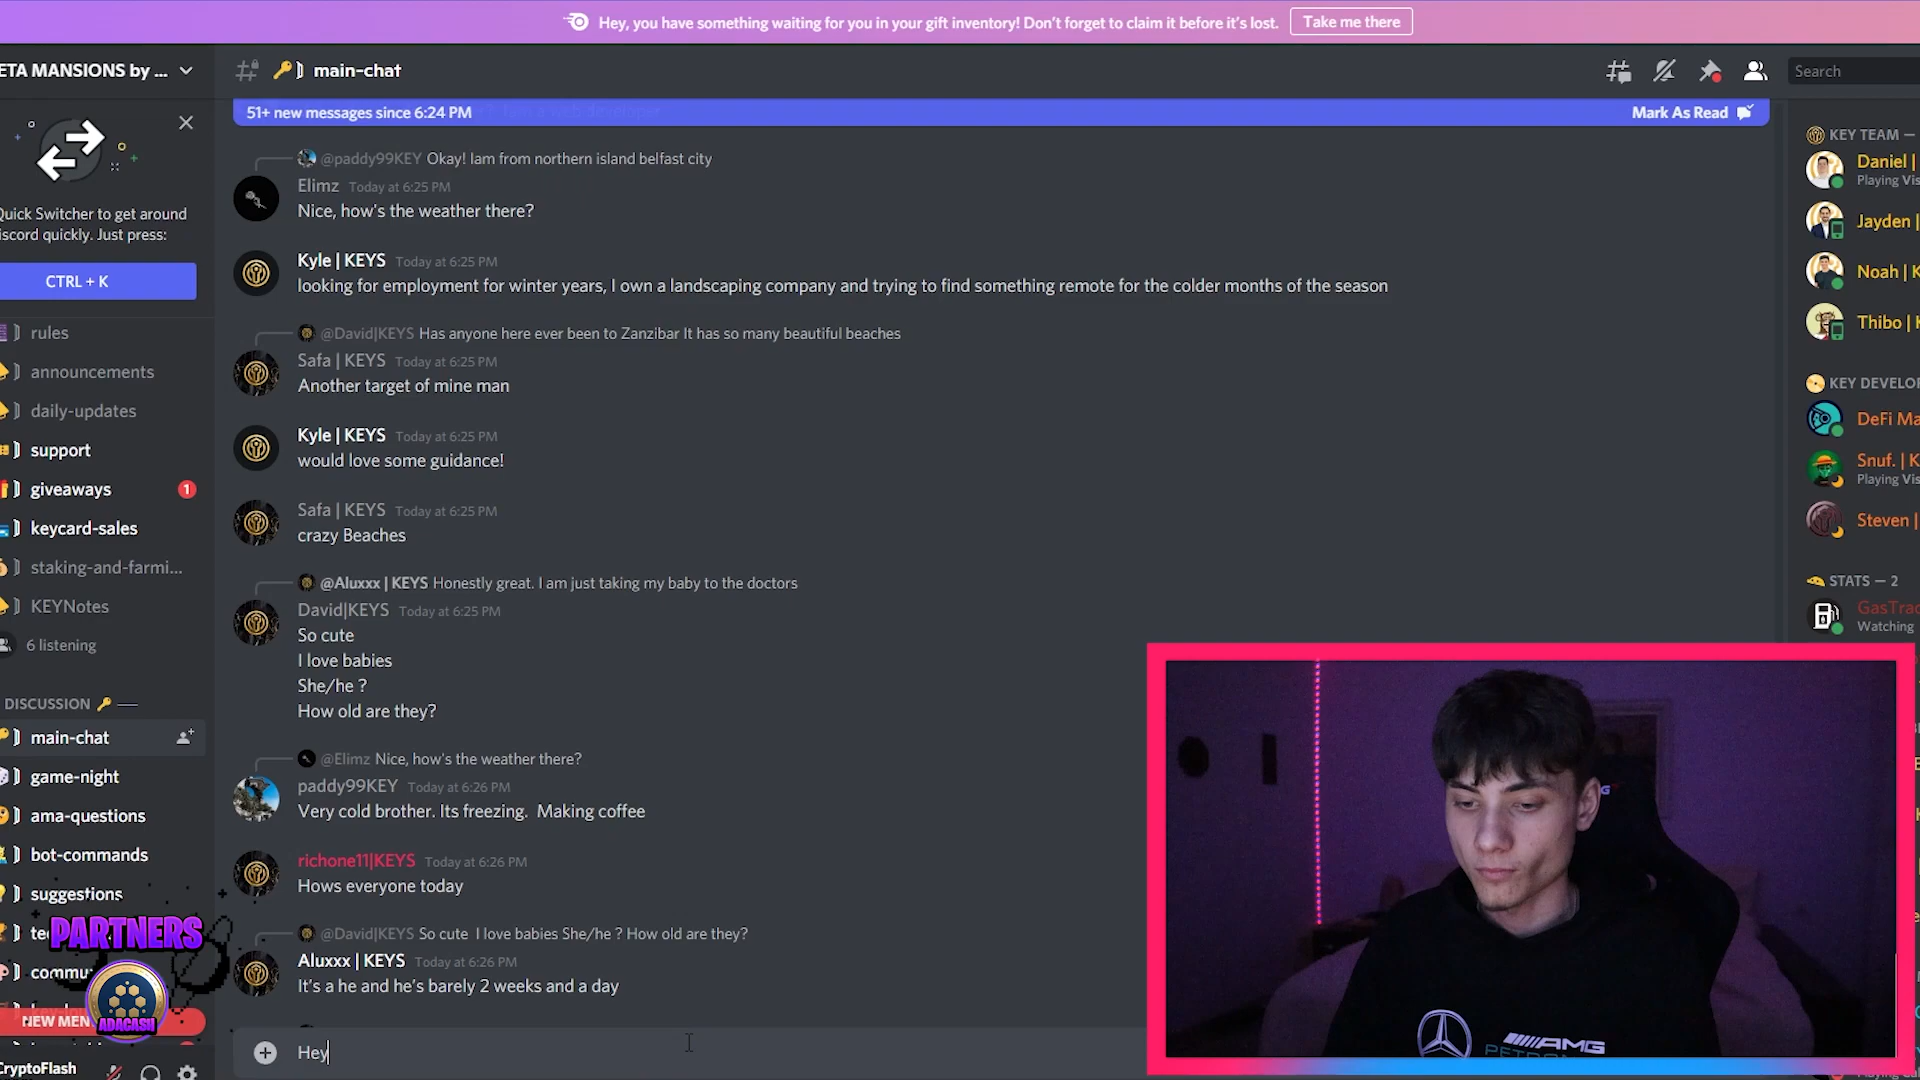 Hey, you have something waiting for you in your gift inventory! Don't forget to claim it before it's lost.
Take me there
ETA MANSIONS by ...
main-chat
Search
51+ new messages since 6:24 PM
Mark As Read
Quick Switcher to get around
iscord quickly. Just press:
CTRL + K
rules
announcements
daily-updates
support
giveaways
1
keycard-sales
staking-and-farmi...
KEYNotes
6 listening
DISCUSSION
main-chat
game-night
ama-questions
bot-commands
suggestions
te
commu
NEW MEN
PARTNERS
ADACASH
CryptoFlash
@paddy99KEY Okay! Iam from northern island belfast city
Elimz Today at 6:25 PM
Nice, how's the weather there?
Kyle | KEYS Today at 6:25 PM
looking for employment for winter years, I own a landscaping company and trying to find something remote for the colder months of the season
@David|KEYS Has anyone here ever been to Zanzibar It has so many beautiful beaches
Safa | KEYS Today at 6:25 PM
Another target of mine man
Kyle | KEYS Today at 6:25 PM
would love some guidance!
Safa | KEYS Today at 6:25 PM
crazy Beaches
@Aluxxx | KEYS Honestly great. I am just taking my baby to the doctors
David|KEYS Today at 6:25 PM
So cute
I love babies
She/he ?
How old are they?
@Elimz Nice, how's the weather there?
paddy99KEY Today at 6:26 PM
Very cold brother. Its freezing. Making coffee
richone11|KEYS Today at 6:26 PM
Hows everyone today
@David|KEYS So cute I love babies She/he ? How old are they?
Aluxxx | KEYS Today at 6:26 PM
It's a he and he's barely 2 weeks and a day
Hey
KEY TEAM —
Daniel |
Playing Vis
Jayden |
Noah | K
Thibo | K
KEY DEVELOP
DeFi Ma
Snuf. | K
Playing Vis
Steven |
STATS — 2
GasTrac
Watching
AMG
PETRON